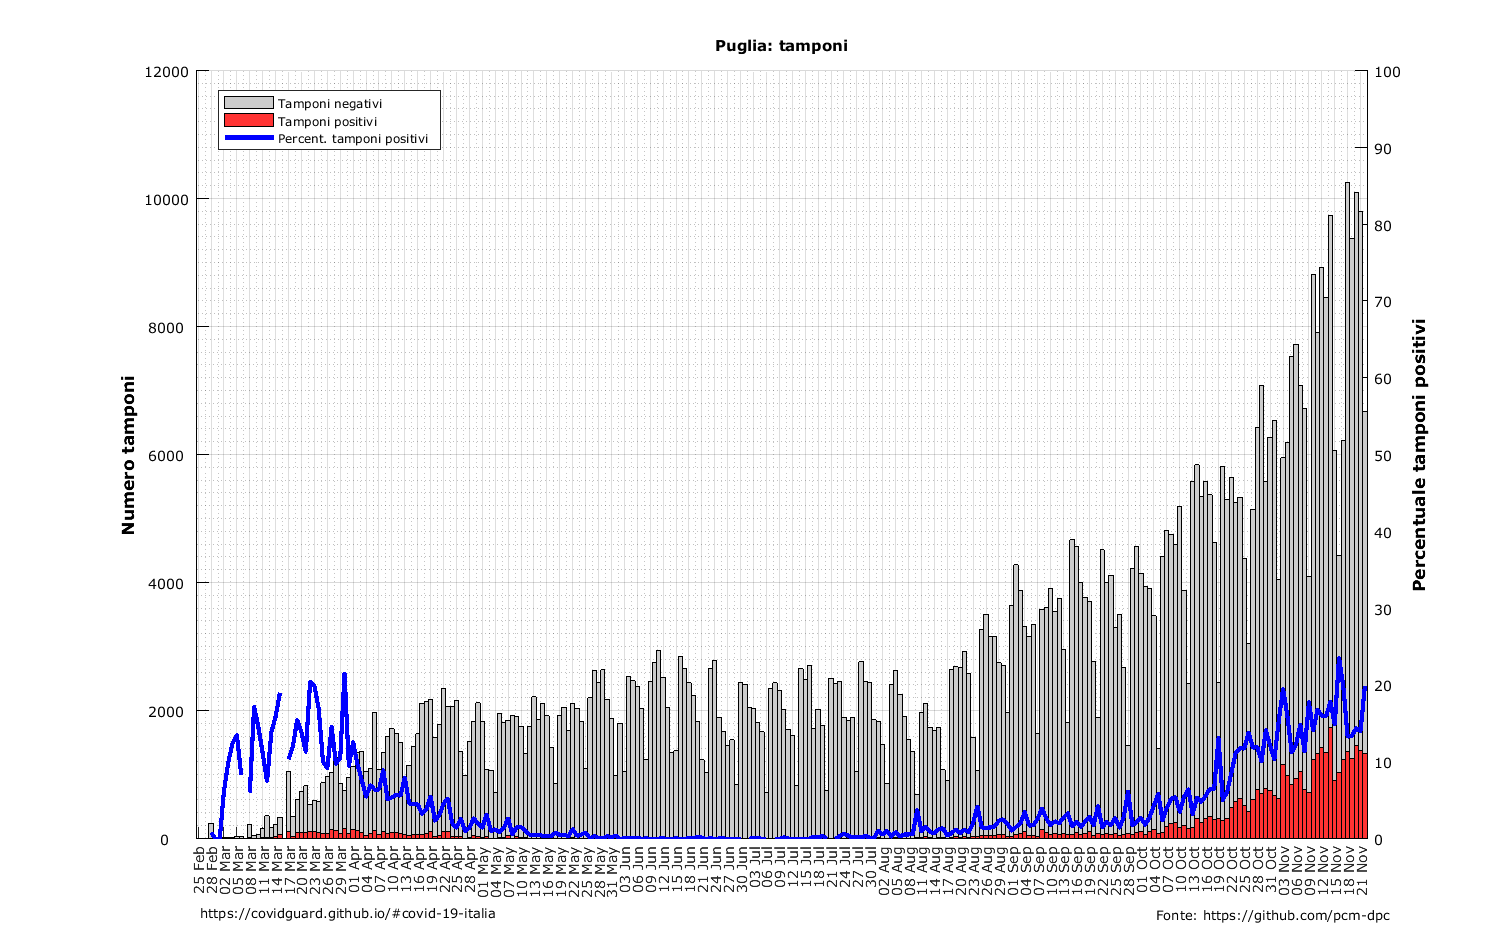 Puglia: tamponi
Tamponi negativi
Tamponi positivi
Percent. tamponi positivi
Numero tamponi
12000
10000
8000
6000
4000
2000
0
100
90
80
70
60
50
40
30
20
10
0
Percentuale tamponi positivi
25 Feb
28 Feb
02 Mar
05 Mar
08 Mar
11 Mar
14 Mar
17 Mar
20 Mar
23 Mar
26 Mar
29 Mar
01 Apr
04 Apr
07 Apr
10 Apr
13 Apr
16 Apr
19 Apr
22 Apr
25 Apr
28 Apr
01 May
04 May
07 May
10 May
13 May
16 May
19 May
22 May
25 May
28 May
31 May
03 Jun
06 Jun
09 Jun
12 Jun
15 Jun
18 Jun
21 Jun
24 Jun
27 Jun
30 Jun
03 Jul
06 Jul
09 Jul
12 Jul
15 Jul
18 Jul
21 Jul
24 Jul
27 Jul
30 Jul
02 Aug
05 Aug
08 Aug
11 Aug
14 Aug
17 Aug
20 Aug
23 Aug
26 Aug
29 Aug
01 Sep
04 Sep
07 Sep
10 Sep
13 Sep
16 Sep
19 Sep
22 Sep
25 Sep
28 Sep
01 Oct
04 Oct
07 Oct
10 Oct
13 Oct
16 Oct
19 Oct
22 Oct
25 Oct
28 Oct
31 Oct
03 Nov
06 Nov
09 Nov
12 Nov
15 Nov
18 Nov
21 Nov
https://covidguard.github.io/#covid-19-italia
Fonte: https://github.com/pcm-dpc